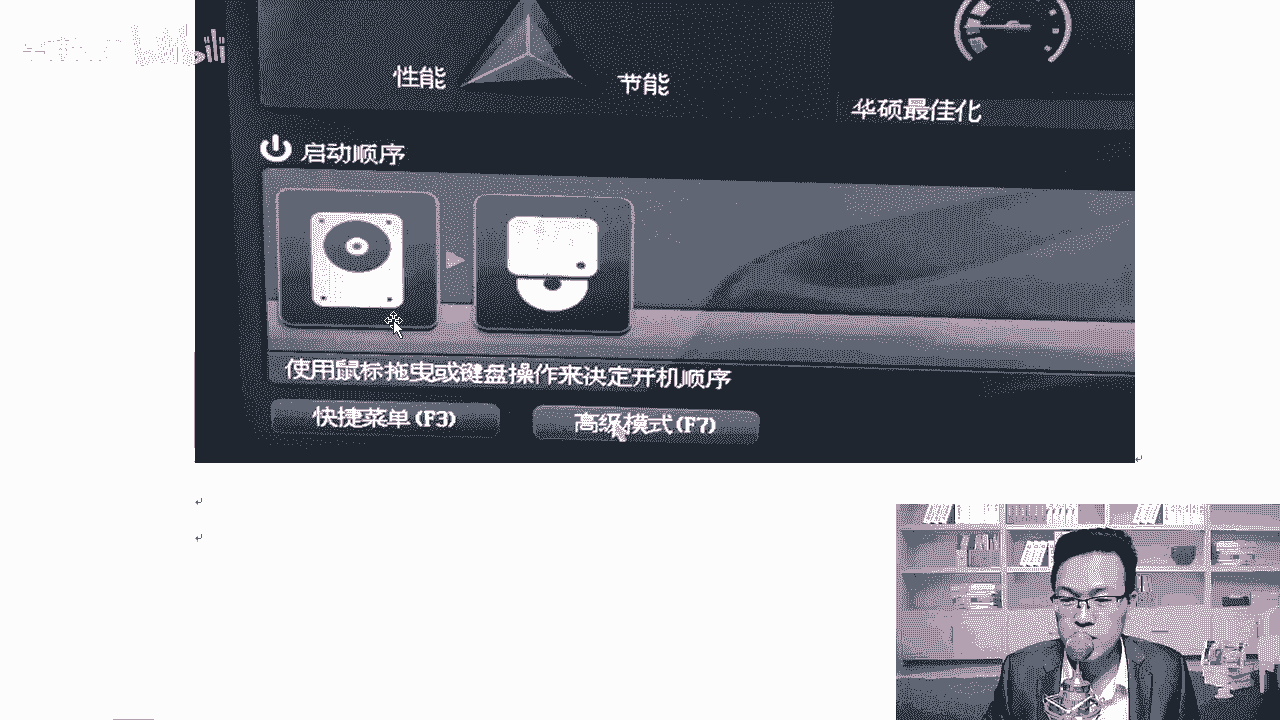 bilibili
性能
节能
华硕最佳化
启动顺序
使用鼠标拖曳或键盘操作来决定开机顺序
快捷菜单(F3)
高级模式(F7)